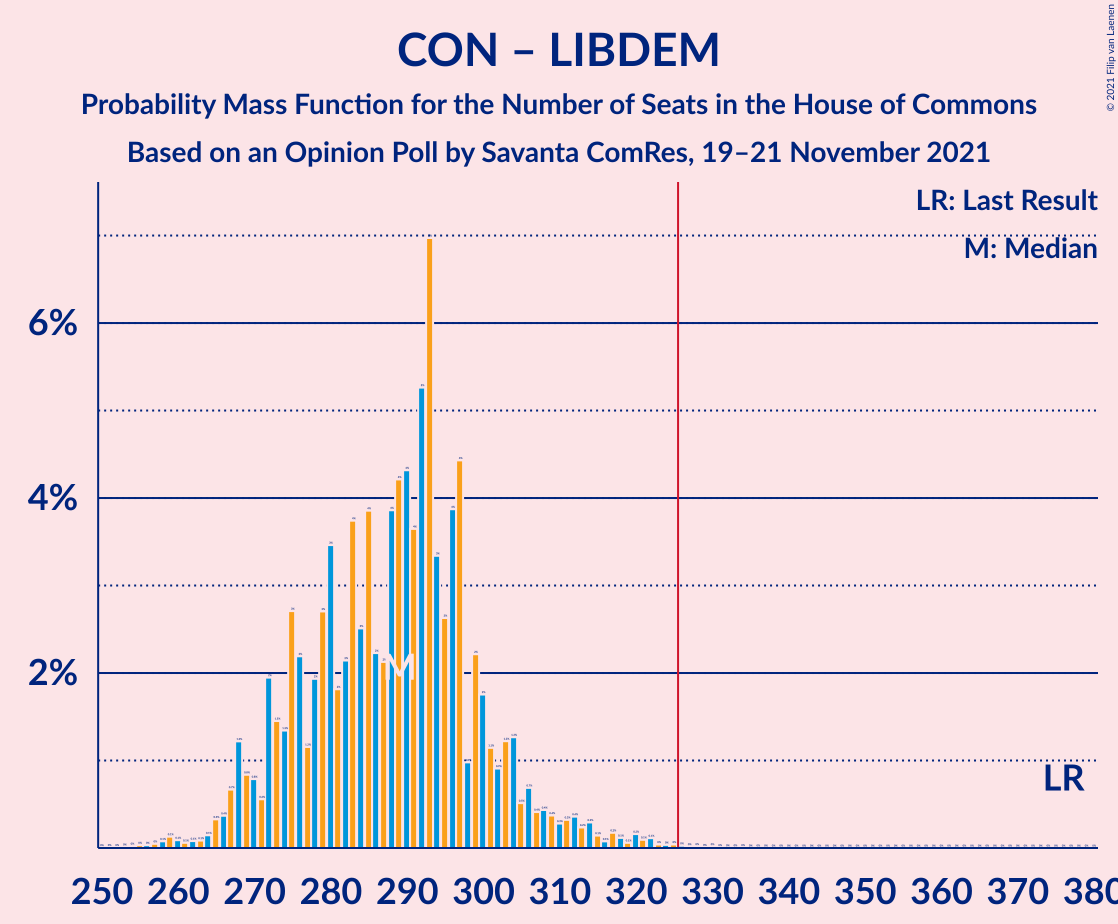 CON – LIBDEM
Probability Mass Function for the Number of Seats in the House of Commons
Based on an Opinion Poll by Savanta ComRes, 19–21 November 2021
© 2021 Filip van Laenen
LR: Last Result
M: Median
6%
4%
2%
M
LR
250 260 270 280 290 300 310 320 330 340 350 360 370 380